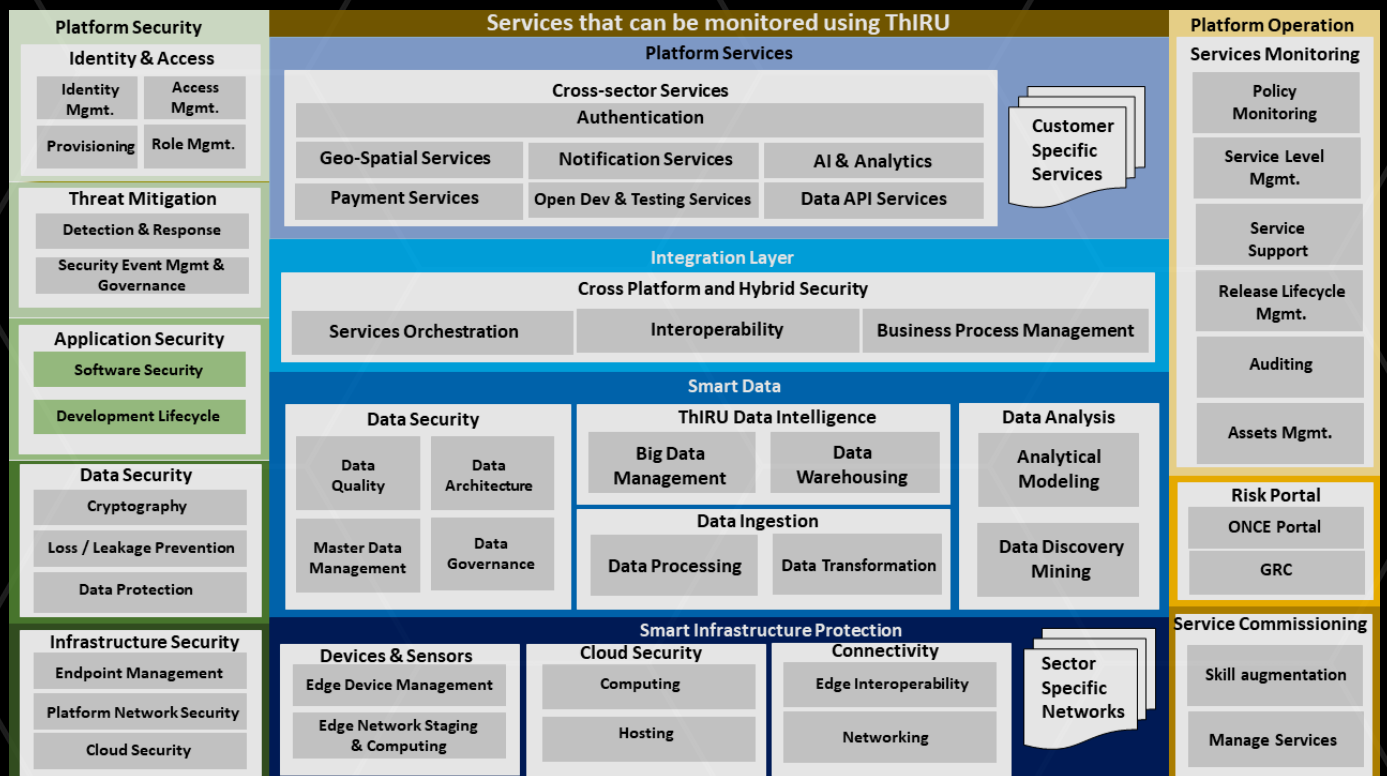 Platform Security
Identity & Access
Identity
Mgmt.
Access
Mgmt.
Provisioning
Role Mgmt.
Threat Mitigation
Detection & Response
Security Event Mgmt &
Governance
Application Security
Software Security
Development Lifecycle
Data Security
Cryptography
Loss / Leakage Prevention
Data Protection
Infrastructure Security
Endpoint Management
Platform Network Security
Cloud Security
Services that can be monitored using ThIRU
Platform Services
Cross-sector Services
Authentication
Geo-Spatial Services
Notification Services
AI & Analytics
Payment Services
Open Dev & Testing Services
Data API Services
Customer
Specific
Services
Integration Layer
Cross Platform and Hybrid Security
Services Orchestration
Interoperability
Business Process Management
Smart Data
Data Security
Data
Quality
Data
Architecture
Master Data
Management
Data
Governance
ThIRU Data Intelligence
Big Data
Management
Data
Warehousing
Data Ingestion
Data Processing
Data Transformation
Data Analysis
Analytical
Modeling
Data Discovery
Mining
Smart Infrastructure Protection
Devices & Sensors
Edge Device Management
Edge Network Staging
& Computing
Cloud Security
Computing
Hosting
Connectivity
Edge Interoperability
Networking
Sector
Specific
Networks
Platform Operation
Services Monitoring
Policy
Monitoring
Service Level
Mgmt.
Service
Support
Release Lifecycle
Mgmt.
Auditing
Assets Mgmt.
Risk Portal
ONCE Portal
GRC
Service Commissioning
Skill augmentation
Manage Services